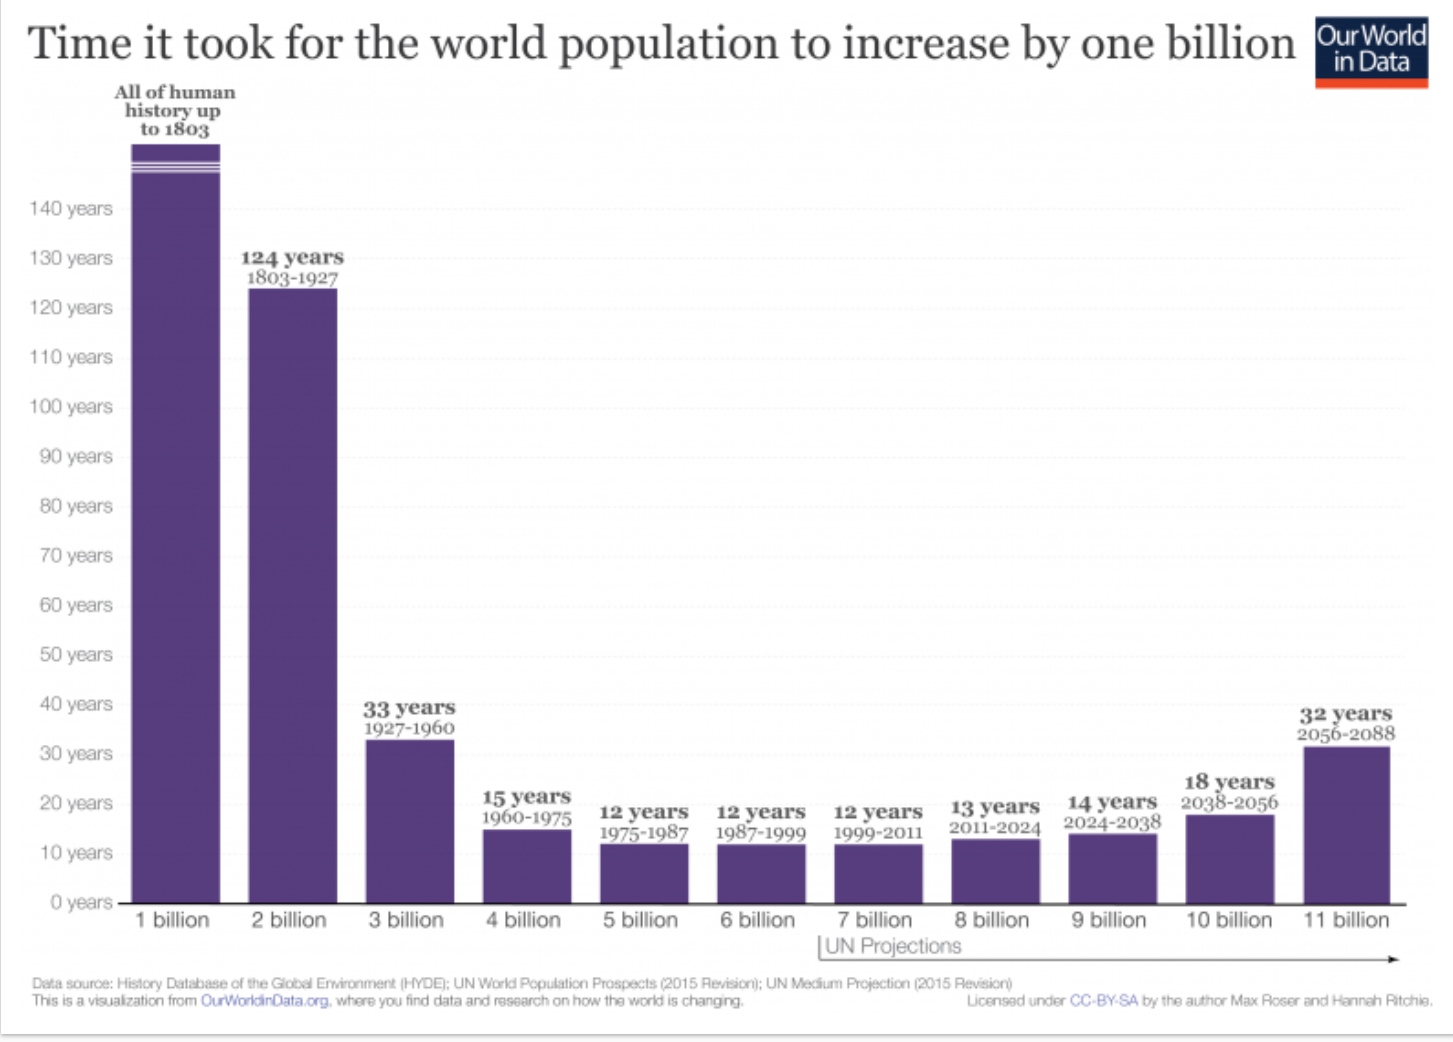 Time it took for the world population to increase by one billion
Our World
in Data
All of human
history up
to 1803
140 years
130 years
120 years
110 years
100 years
90 years
80 years
70 years
60 years
50 years
40 years
30 years
20 years
10 years
0 years
124 years
1803-1927
33 years
1927-1960
15 years
1960-1975
12 years
1975-1987
12 years
1987-1999
12 years
1999-2011
13 years
2011-2024
14 years
2024-2038
18 years
2038-2056
32 years
2056-2088
1 billion
2 billion
3 billion
4 billion
5 billion
6 billion
7 billion
8 billion
9 billion
10 billion
11 billion
UN Projections
Data source: History Database of the Global Environment (HYDE); UN World Population Prospects (2015 Revision); UN Medium Projection (2015 Revision)
This is a visualization from OurWorldinData.org, where you find data and research on how the world is changing.
Licensed under CC-BY-SA by the author Max Roser and Hannah Ritchie.